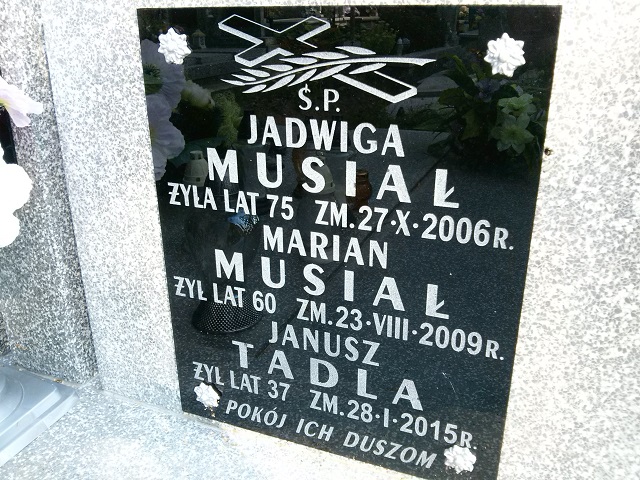 Ś.P.
JADWIGA
MUSIAŁ
ŻYŁA LAT 75 ZM. 27·X·2006R.
MARIAN
MUSIAŁ
ŻYŁ LAT 60 ZM. 23·VIII·2009R.
JANUSZ
TADLA
ŻYŁ LAT 37 ZM. 28·I·2015R.
POKÓJ ICH DUSZOM